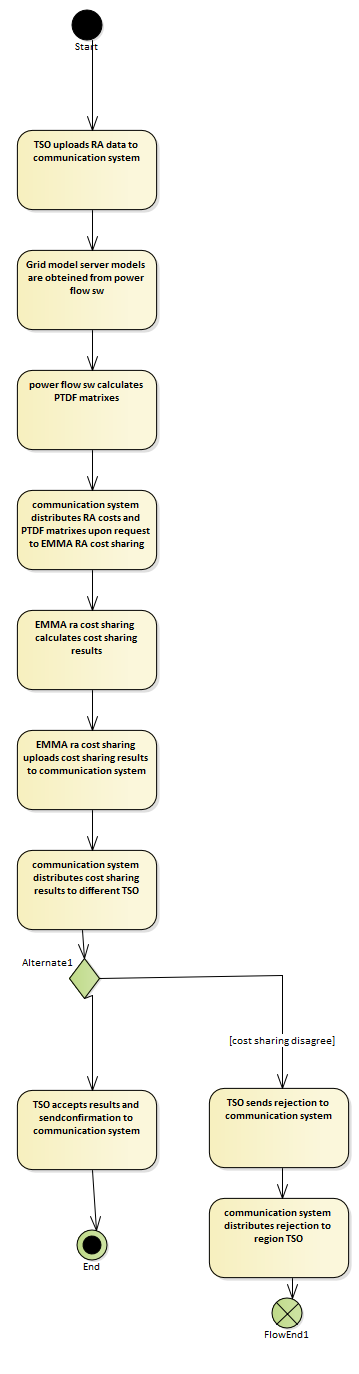 Start
TSO uploads RA data to
communication system
Grid model server models
are obteined from power
flow sw
power flow sw calculates
PTDF matrixes
communication system
distributes RA costs and
PTDF matrixes upon request
to EMMA RA cost sharing
EMMA ra cost sharing
calculates cost sharing
results
EMMA ra cost sharing
uploads cost sharing results
to communication system
communication system
distributes cost sharing
results to different TSO
Alternate1
[cost sharing disagree]
TSO accepts results and
sendconfirmation to
communication system
TSO sends rejection to
communication system
communication system
distributes rejection to
region TSO
End
FlowEnd1